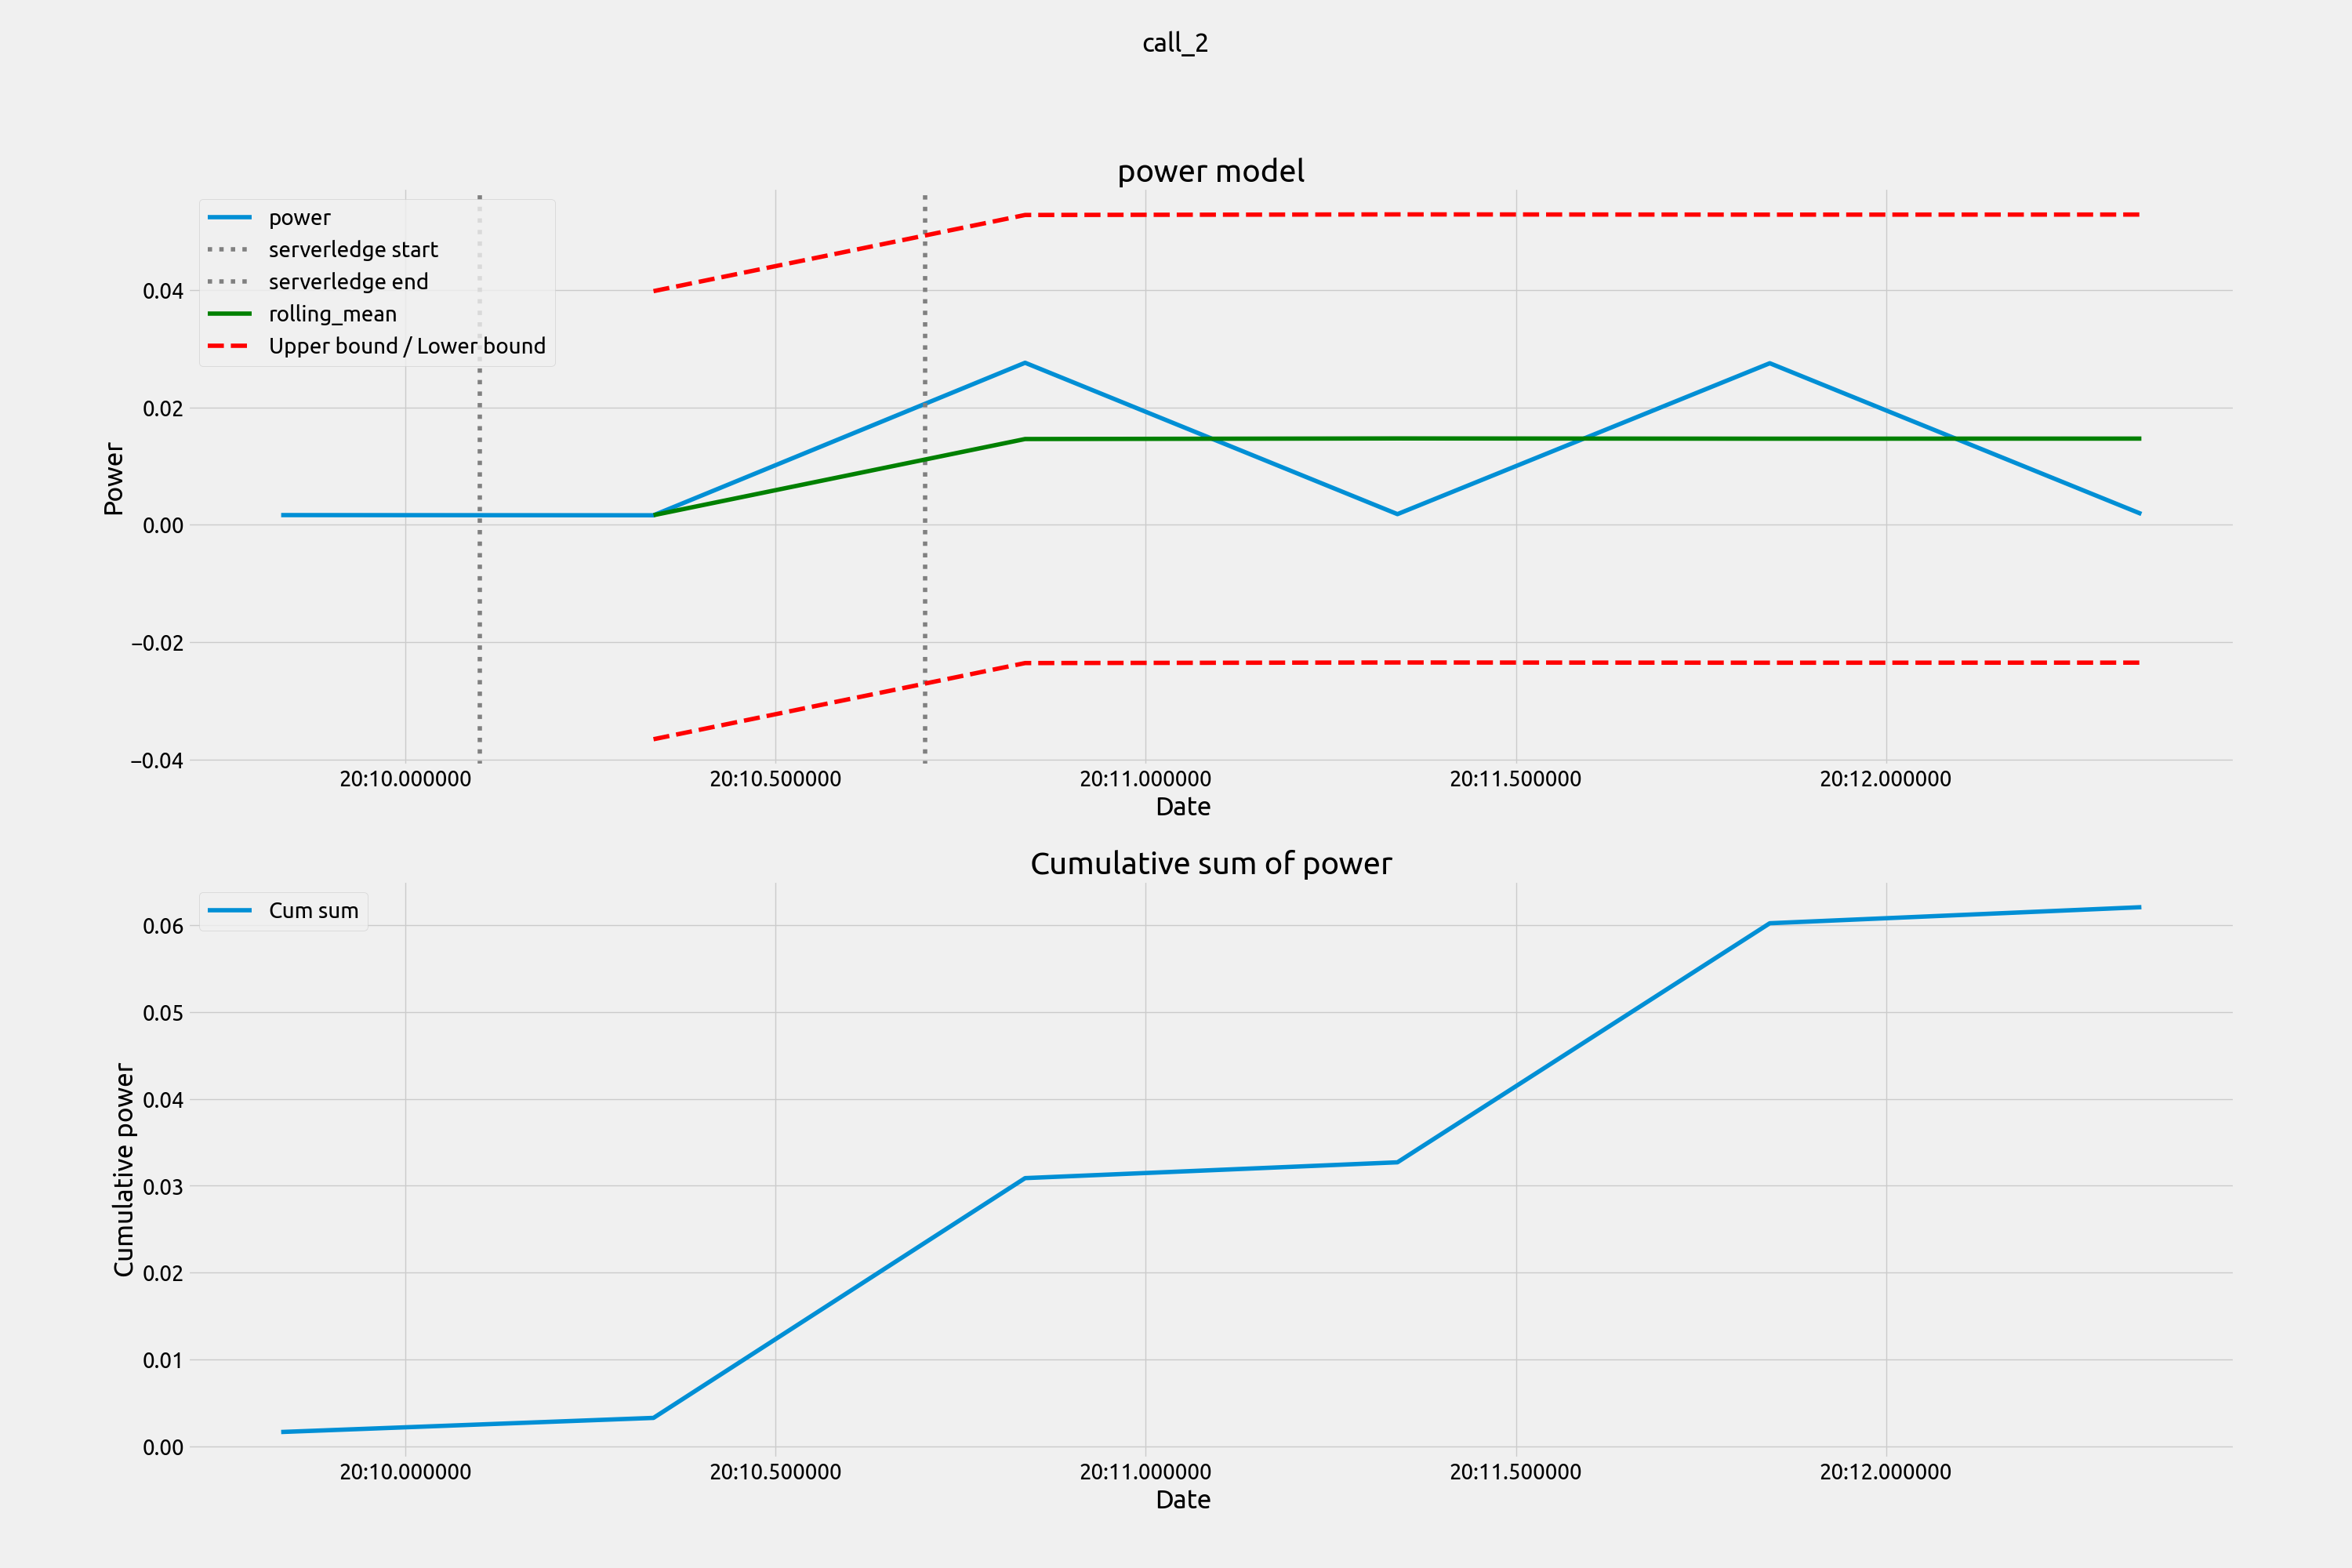 call_2
power model
power
serverledge start
serverledge end
rolling_mean
Upper bound / Lower bound
Power
0.04
0.02
0.00
−0.02
−0.04
20:10.000000 20:10.500000 20:11.000000 20:11.500000 20:12.000000
Date
Cumulative sum of power
Cum sum
Cumulative power
0.06
0.05
0.04
0.03
0.02
0.01
0.00
20:10.000000 20:10.500000 20:11.000000 20:11.500000 20:12.000000
Date